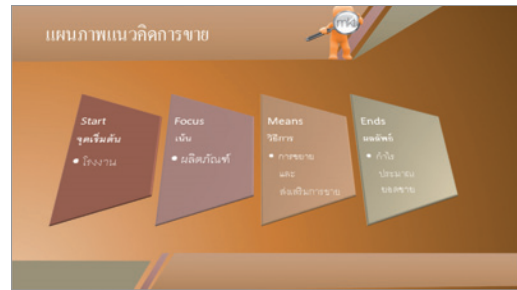 แผนภาพแนวคิดการขาย
mk
Start
จุดเริ่มต้น
• โรงงาน
Focus
เน้น
• ผลิตภัณฑ์
Means
วิธีการ
• การขยาย
และ
ส่งเสริมการขาย
Ends
ผลลัพธ์
• กำไร
ปริมาณ
ยอดขาย